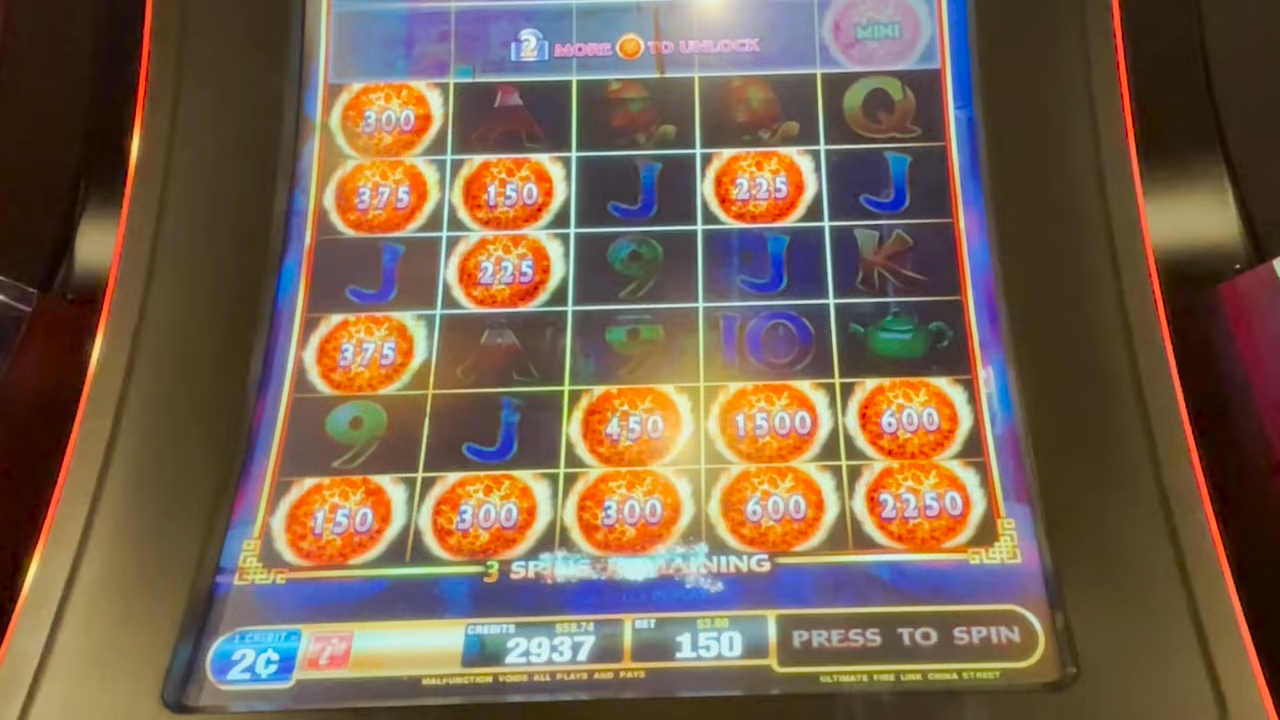 MINI
2 MORE TO UNLOCK
300 Q
375 150 J 225 J
J 225 9 J K
375 9 10
9 J 450 1500 600
150 300 300 600 2250
3 SPINS REMAINING
1 CREDIT =
2¢
CREDITS $58.74
2937
BET $3.00
150
PRESS TO SPIN
MALFUNCTION VOIDS ALL PLAYS AND PAYS
ULTIMATE FIRE LINK CHINA STREET